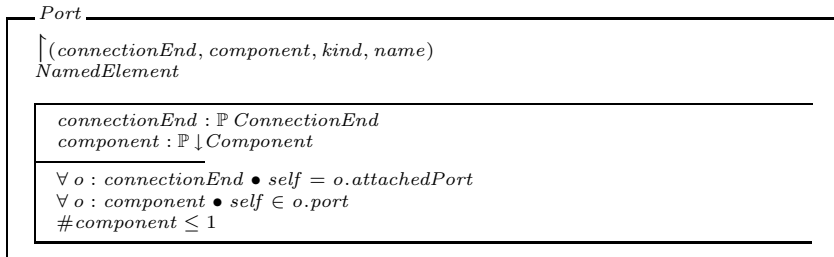 Port
↾(connectionEnd, component, kind, name)
NamedElement
connectionEnd : ℙ ConnectionEnd
component : ℙ ↓Component
∀ o : connectionEnd • self = o.attachedPort
∀ o : component • self ∈ o.port
#component ≤ 1